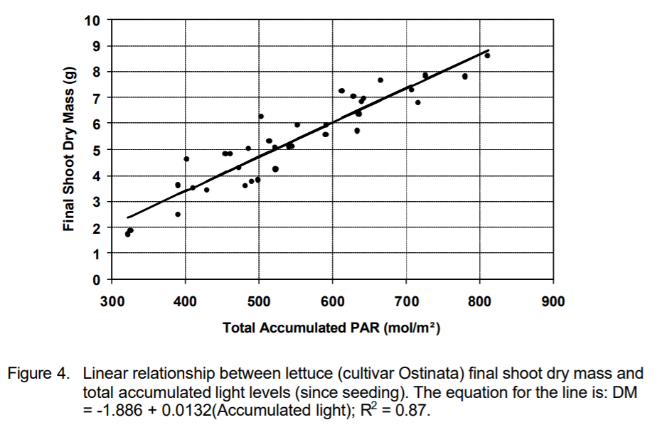 10
9
8
7
6
5
4
3
2
1
0
Final Shoot Dry Mass (g)
300 400 500 600 700 800 900
Total Accumulated PAR (mol/m²)
Figure 4. Linear relationship between lettuce (cultivar Ostinata) final shoot dry mass and
total accumulated light levels (since seeding). The equation for the line is: DM
= -1.886 + 0.0132(Accumulated light); R² = 0.87.